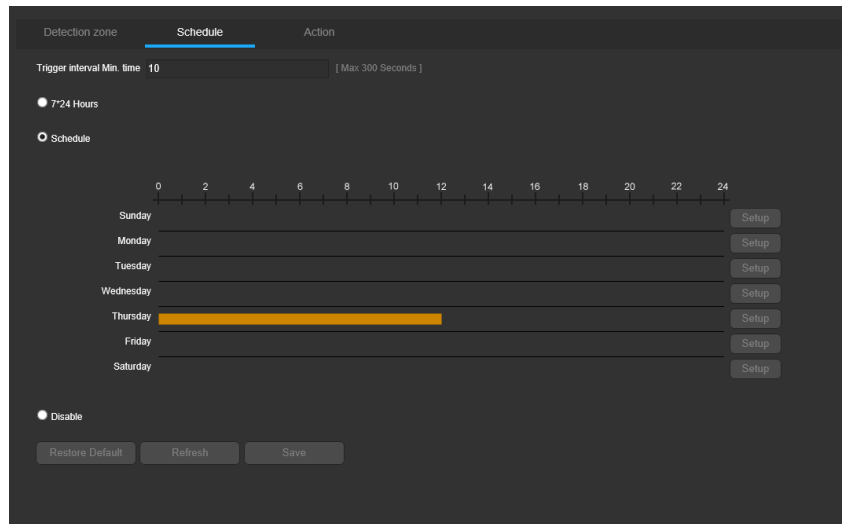 Detection zone Schedule Action
Trigger interval Min. time 10 [ Max 300 Seconds ]
7*24 Hours
Schedule
0 2 4 6 8 10 12 14 16 18 20 22 24
Sunday Setup
Monday Setup
Tuesday Setup
Wednesday Setup
Thursday Setup
Friday Setup
Saturday Setup
Disable
Restore Default Refresh Save